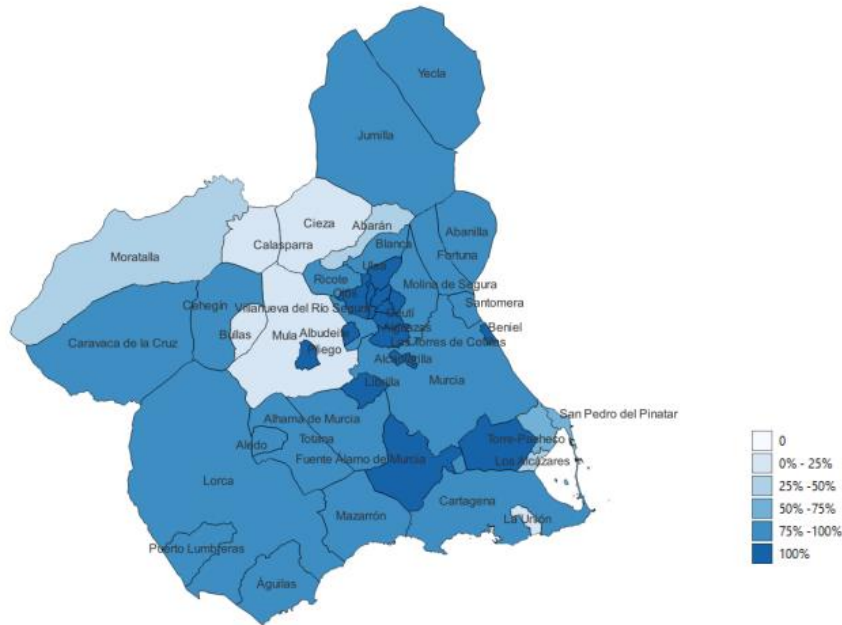 Yecla
Jumilla
Cieza
Abarán
Abanilla
Calasparra
Blanca
Fortuna
Moratalla
Ulea
Ricote
Molina de Segura
Ojós
Cehegín
Villanueva del Río Segura
Ceutí
Santomera
Bullas
Mula
Albudeite
Alguazas
Beniel
Caravaca de la Cruz
Pliego
Las Torres de Cotillas
Alcantarilla
Librilla
Murcia
San Pedro del Pinatar
Alhama de Murcia
Torre-Pacheco
Aledo
Totana
Fuente Álamo de Murcia
Los Alcázares
Lorca
Cartagena
Mazarrón
La Unión
Puerto Lumbreras
Águilas
0
0% - 25%
25% -50%
50% -75%
75% -100%
100%